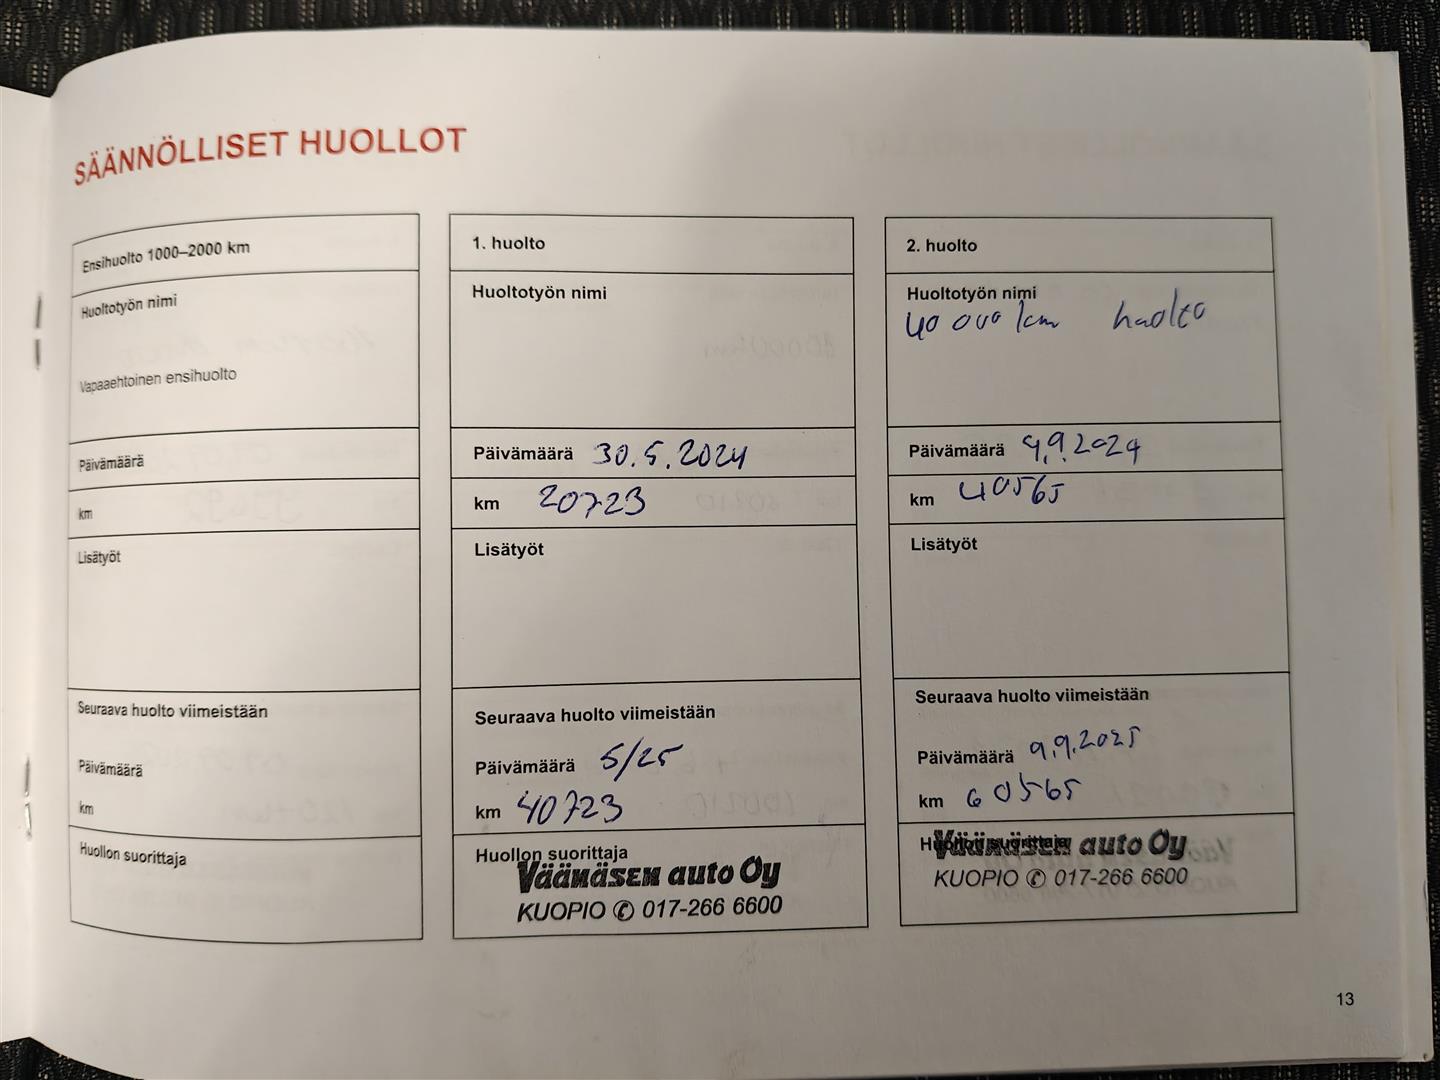 SÄÄNNÖLLISET HUOLLOT
Ensihuolto 1000–2000 km
Huoltotyön nimi
Vapaaehtoinen ensihuolto
Päivämäärä
km
Lisätyöt
Seuraava huolto viimeistään
Päivämäärä
km
Huollon suorittaja
1. huolto
Huoltotyön nimi
Päivämäärä 30.5.2024
km 20723
Lisätyöt
Seuraava huolto viimeistään
Päivämäärä 5/25
km 40723
Huollon suorittaja
Väänäsen auto Oy
KUOPIO ✆ 017-266 6600
2. huolto
Huoltotyön nimi
40 000 km huolto
Päivämäärä 9.9.2024
km 40565
Lisätyöt
Seuraava huolto viimeistään
Päivämäärä 9.9.2025
km 60565
Huollon suorittaja
Väänäsen auto Oy
KUOPIO ✆ 017-266 6600
13